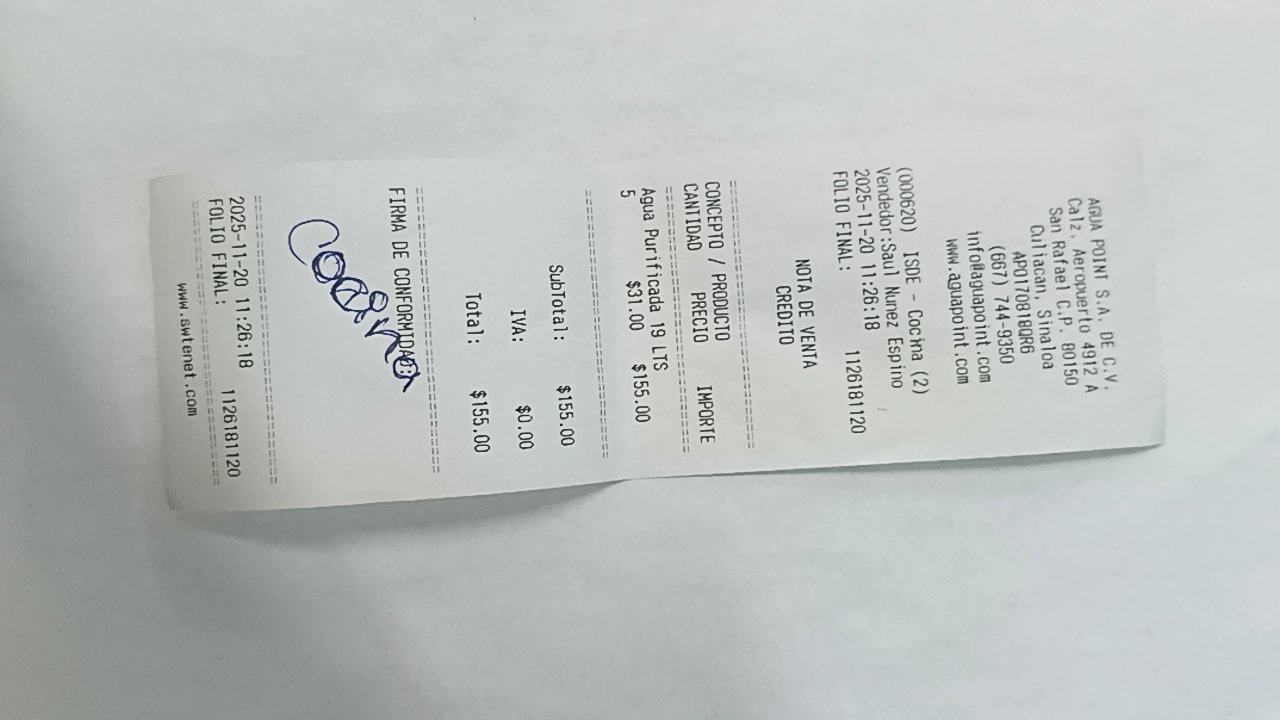 AGUA POINT S.A. DE C.V.
Calz. Aeropuerto 4912 A
San Rafael C.P. 80150
Culiacan, Sinaloa
APO170818QR6
(667) 744-9350
info@aguapoint.com
www.aguapoint.com
(000620) ISDE - Cocina (2)
Vendedor:Saul Nunez Espino
2025-11-20 11:26:18
FOLIO FINAL: 1126181120
NOTA DE VENTA
CREDITO
CONCEPTO / PRODUCTO
CANTIDAD PRECIO IMPORTE
Agua Purificada 19 LTS
5 $31.00 $155.00
SubTotal: $155.00
IVA: $0.00
Total: $155.00
FIRMA DE CONFORMIDAD:
Cocina
2025-11-20 11:26:18
FOLIO FINAL: 1126181120
www.swtenet.com